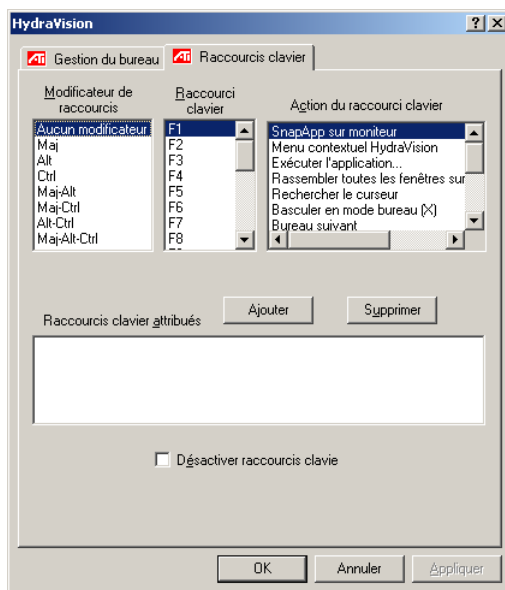 HydraVision
ATI Gestion du bureau ATI Raccourcis clavier
Modificateur de raccourcis
Raccourci clavier
Action du raccourci clavier
Aucun modificateur
Maj
Alt
Ctrl
Maj-Alt
Maj-Ctrl
Alt-Ctrl
Maj-Alt-Ctrl
F1
F2
F3
F4
F5
F6
F7
F8
SnapApp sur moniteur
Menu contextuel HydraVision
Exécuter l'application...
Rassembler toutes les fenêtres sur
Rechercher le curseur
Basculer en mode bureau (X)
Bureau suivant
Raccourcis clavier attribués
Ajouter
Supprimer
Désactiver raccourcis clavie
OK
Annuler
Appliquer